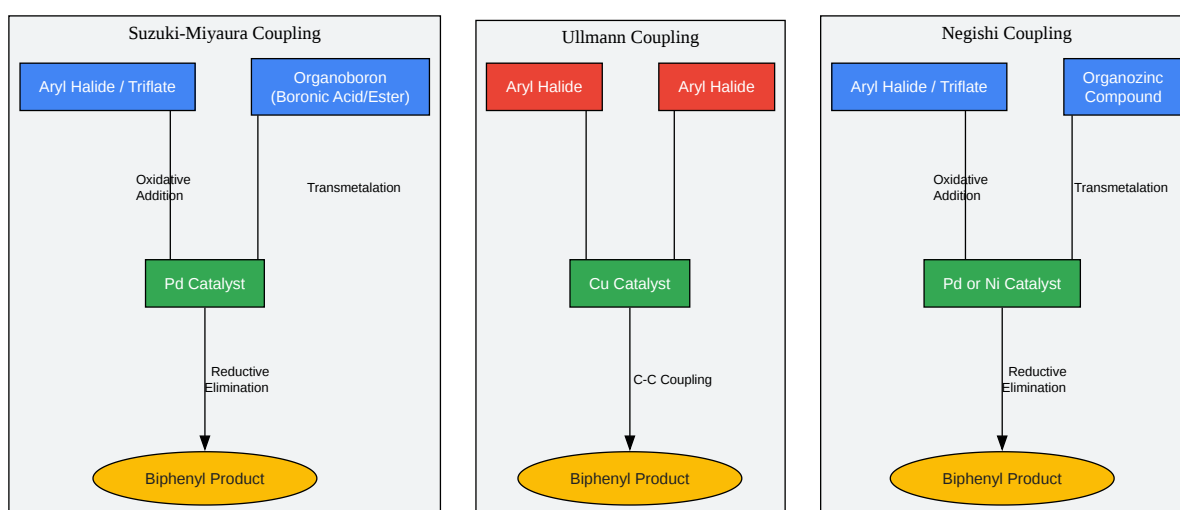 Suzuki-Miyaura Coupling
Aryl Halide / Triflate
Organoboron
(Boronic Acid/Ester)
Oxidative
Addition
Transmetalation
Pd Catalyst
Reductive
Elimination
Biphenyl Product
Ullmann Coupling
Aryl Halide
Aryl Halide
Cu Catalyst
C-C Coupling
Biphenyl Product
Negishi Coupling
Aryl Halide / Triflate
Organozinc
Compound
Oxidative
Addition
Transmetalation
Pd or Ni Catalyst
Reductive
Elimination
Biphenyl Product